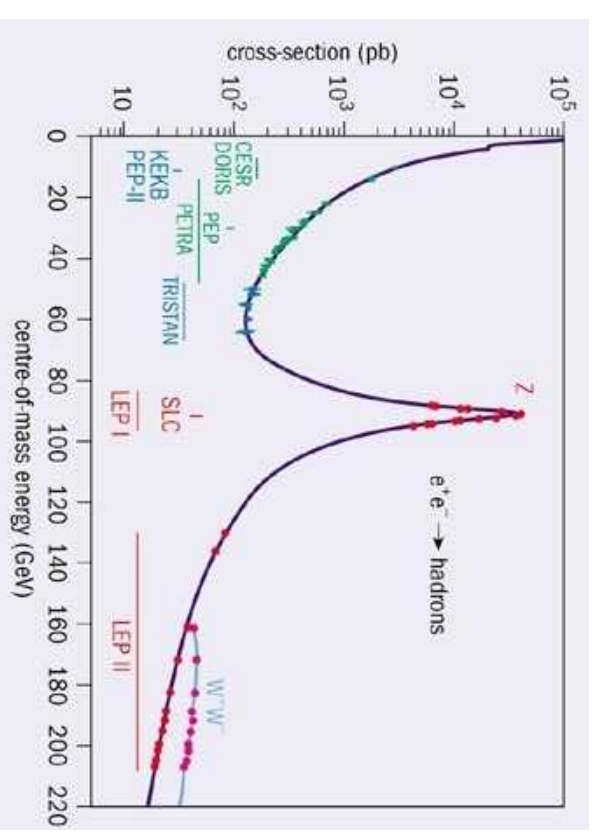 cross-section (pb)
10⁵
10⁴
10³
10²
10
Z
e⁺e⁻ → hadrons
W⁻W⁻
CESR
DORIS
PEP
PETRA
KEKB
PEP-II
TRISTAN
SLC
LEP I
LEP II
0 20 40 60 80 100 120 140 160 180 200 220
centre-of-mass energy (GeV)